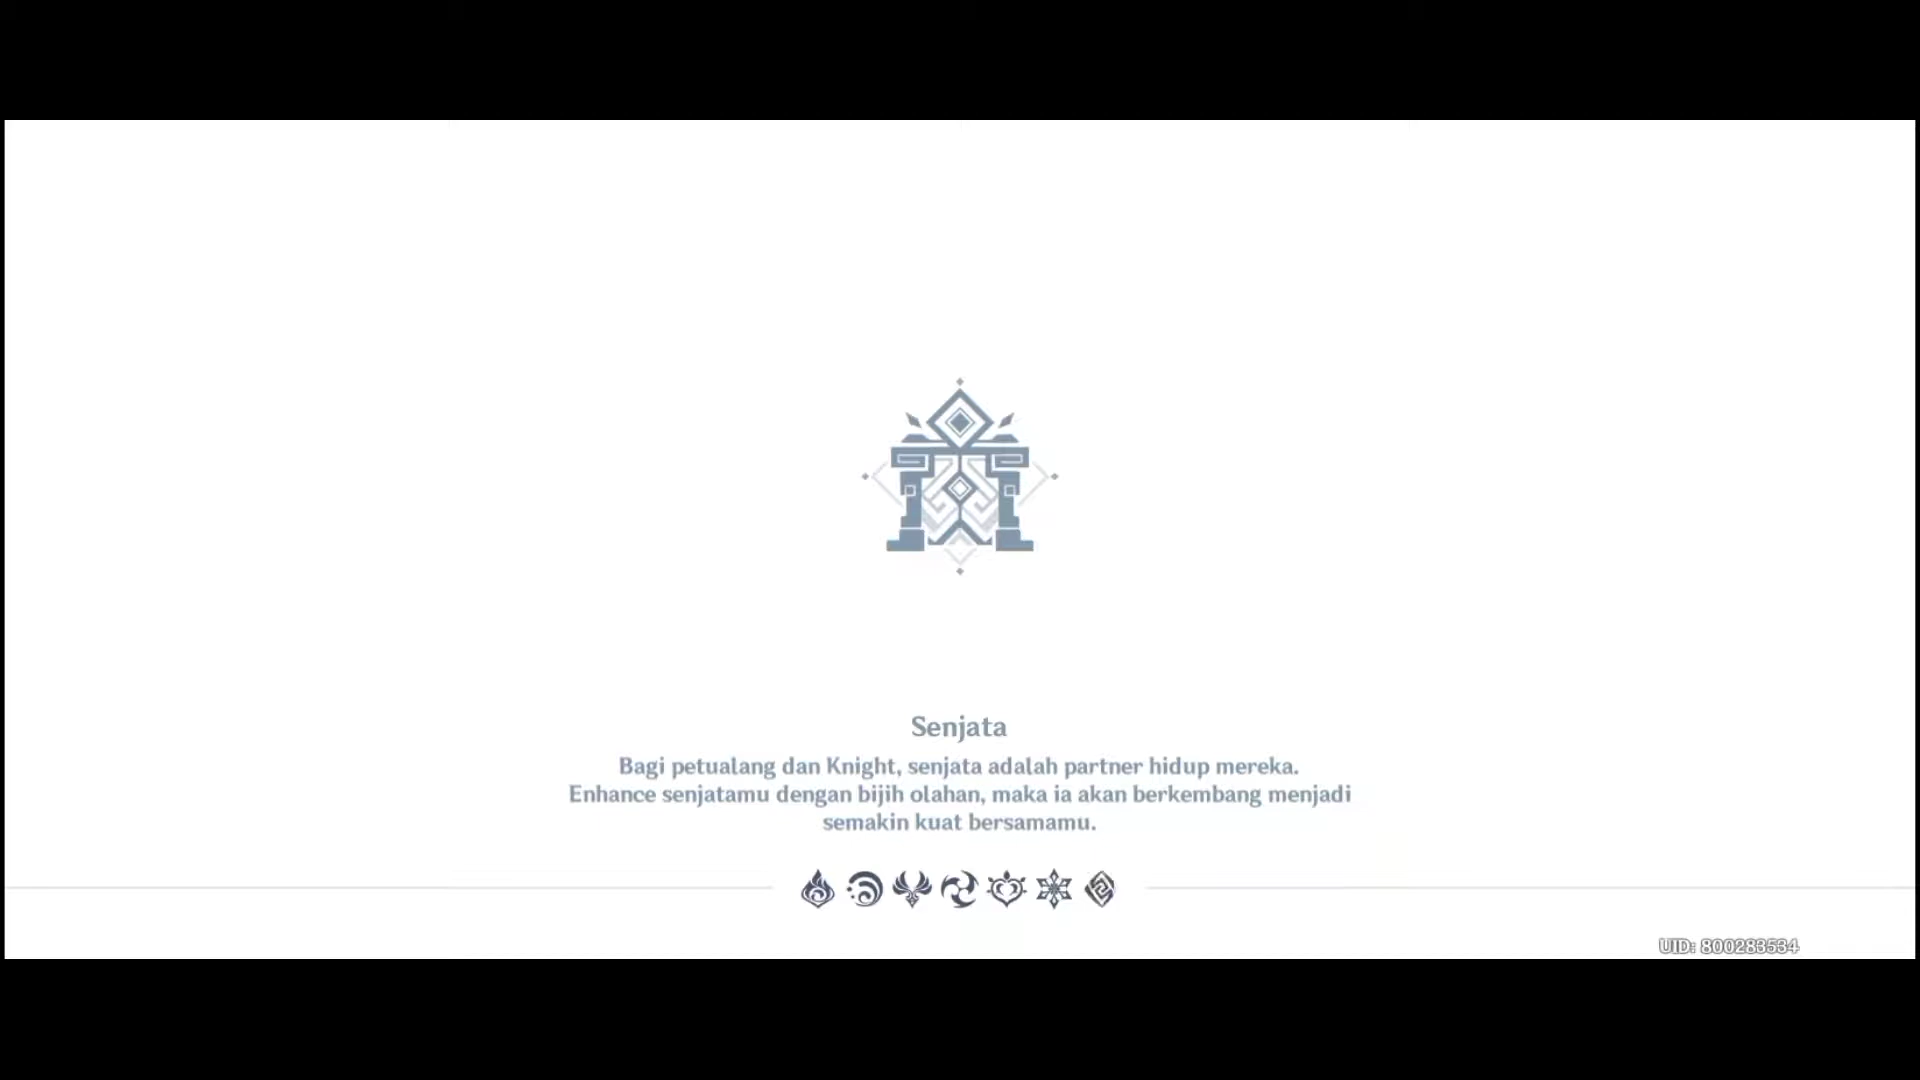 Senjata
Bagi petualang dan Knight, senjata adalah partner hidup mereka.
Enhance senjatamu dengan bijih olahan, maka ia akan berkembang menjadi
semakin kuat bersamamu.
UID: 800283534